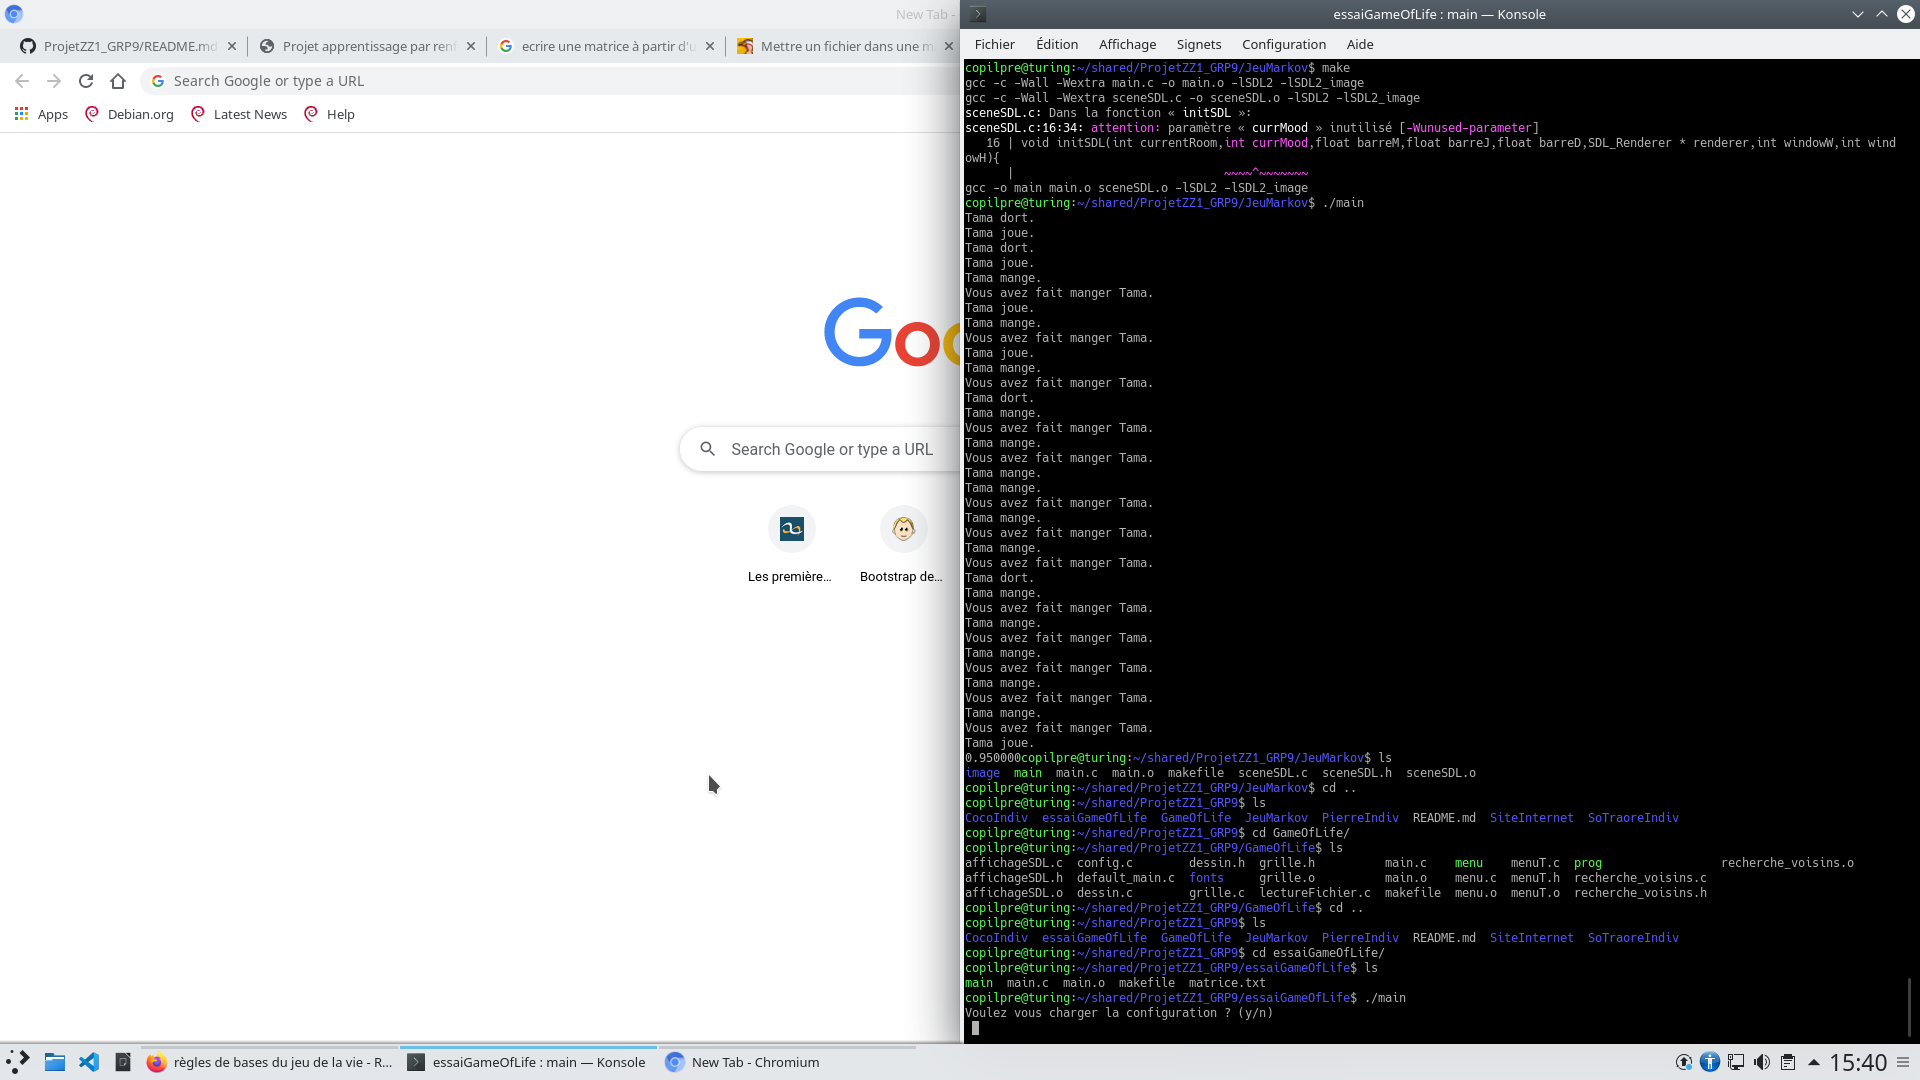 New Tab -
ProjetZZ1_GRP9/README.md
Projet apprentissage par renf
ecrire une matrice à partir d'u
Mettre un fichier dans une m
Search Google or type a URL
Apps
Debian.org
Latest News
Help
Goo
Search Google or type a URL
Les première...
Bootstrap de...
essaiGameOfLife : main — Konsole
Fichier Édition Affichage Signets Configuration Aide
copilpre@turing:~/shared/ProjetZZ1_GRP9/JeuMarkov$ make
gcc -c -Wall -Wextra main.c -o main.o -lSDL2 -lSDL2_image
gcc -c -Wall -Wextra sceneSDL.c -o sceneSDL.o -lSDL2 -lSDL2_image
sceneSDL.c: Dans la fonction « initSDL »:
sceneSDL.c:16:34: attention: paramètre « currMood » inutilisé [-Wunused-parameter]
16 | void initSDL(int currentRoom,int currMood,float barreM,float barreJ,float barreD,SDL_Renderer * renderer,int windowW,int wind
owH){
| ~~~~^~~~~~~~
gcc -o main main.o sceneSDL.o -lSDL2 -lSDL2_image
copilpre@turing:~/shared/ProjetZZ1_GRP9/JeuMarkov$ ./main
Tama dort.
Tama joue.
Tama dort.
Tama joue.
Tama mange.
Vous avez fait manger Tama.
Tama joue.
Tama mange.
Vous avez fait manger Tama.
Tama joue.
Tama mange.
Vous avez fait manger Tama.
Tama dort.
Tama mange.
Vous avez fait manger Tama.
Tama mange.
Vous avez fait manger Tama.
Tama mange.
Tama mange.
Vous avez fait manger Tama.
Tama mange.
Vous avez fait manger Tama.
Tama mange.
Vous avez fait manger Tama.
Tama dort.
Tama mange.
Vous avez fait manger Tama.
Tama mange.
Vous avez fait manger Tama.
Tama mange.
Vous avez fait manger Tama.
Tama mange.
Vous avez fait manger Tama.
Tama mange.
Vous avez fait manger Tama.
Tama joue.
0.950000copilpre@turing:~/shared/ProjetZZ1_GRP9/JeuMarkov$ ls
image main main.c main.o makefile sceneSDL.c sceneSDL.h sceneSDL.o
copilpre@turing:~/shared/ProjetZZ1_GRP9/JeuMarkov$ cd ..
copilpre@turing:~/shared/ProjetZZ1_GRP9$ ls
CocoIndiv essaiGameOfLife GameOfLife JeuMarkov PierreIndiv README.md SiteInternet SoTraoreIndiv
copilpre@turing:~/shared/ProjetZZ1_GRP9$ cd GameOfLife/
copilpre@turing:~/shared/ProjetZZ1_GRP9/GameOfLife$ ls
affichageSDL.c config.c dessin.h grille.h main.c menu menuT.c prog recherche_voisins.o
affichageSDL.h default_main.c fonts grille.o main.o menu.c menuT.h recherche_voisins.c
affichageSDL.o dessin.c grille.c lectureFichier.c makefile menu.o menuT.o recherche_voisins.h
copilpre@turing:~/shared/ProjetZZ1_GRP9/GameOfLife$ cd ..
copilpre@turing:~/shared/ProjetZZ1_GRP9$ ls
CocoIndiv essaiGameOfLife GameOfLife JeuMarkov PierreIndiv README.md SiteInternet SoTraoreIndiv
copilpre@turing:~/shared/ProjetZZ1_GRP9$ cd essaiGameOfLife/
copilpre@turing:~/shared/ProjetZZ1_GRP9/essaiGameOfLife$ ls
main main.c main.o makefile matrice.txt
copilpre@turing:~/shared/ProjetZZ1_GRP9/essaiGameOfLife$ ./main
Voulez vous charger la configuration ? (y/n)
règles de bases du jeu de la vie - R...
essaiGameOfLife : main — Konsole
New Tab - Chromium
15:40